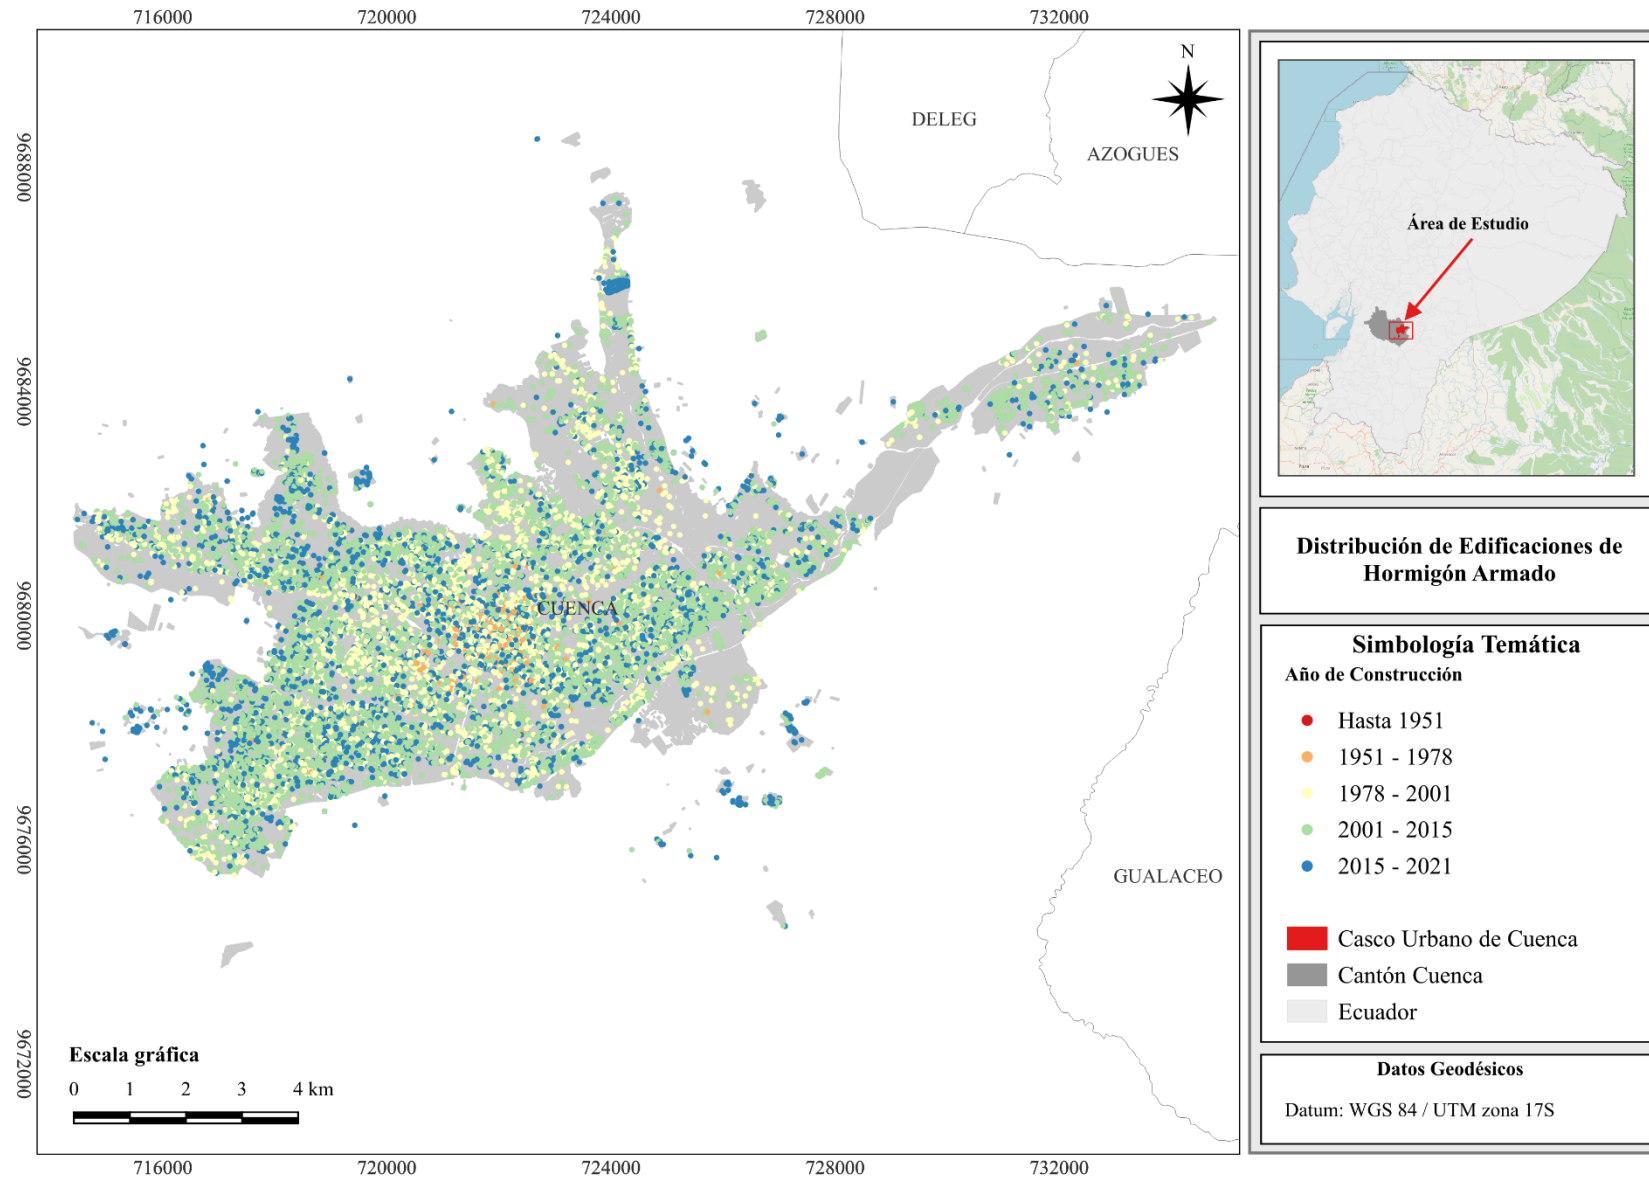 716000
720000
724000
728000
732000
N
DELEG
AZOGUES
CUENCA
GUALACEO
9688000
9684000
9680000
9676000
9672000
Escala gráfica
0 1 2 3 4 km
716000
720000
724000
728000
732000
Área de Estudio
Distribución de Edificaciones de
Hormigón Armado
Simbología Temática
Año de Construcción
Hasta 1951
1951 - 1978
1978 - 2001
2001 - 2015
2015 - 2021
Casco Urbano de Cuenca
Cantón Cuenca
Ecuador
Datos Geodésicos
Datum: WGS 84 / UTM zona 17S